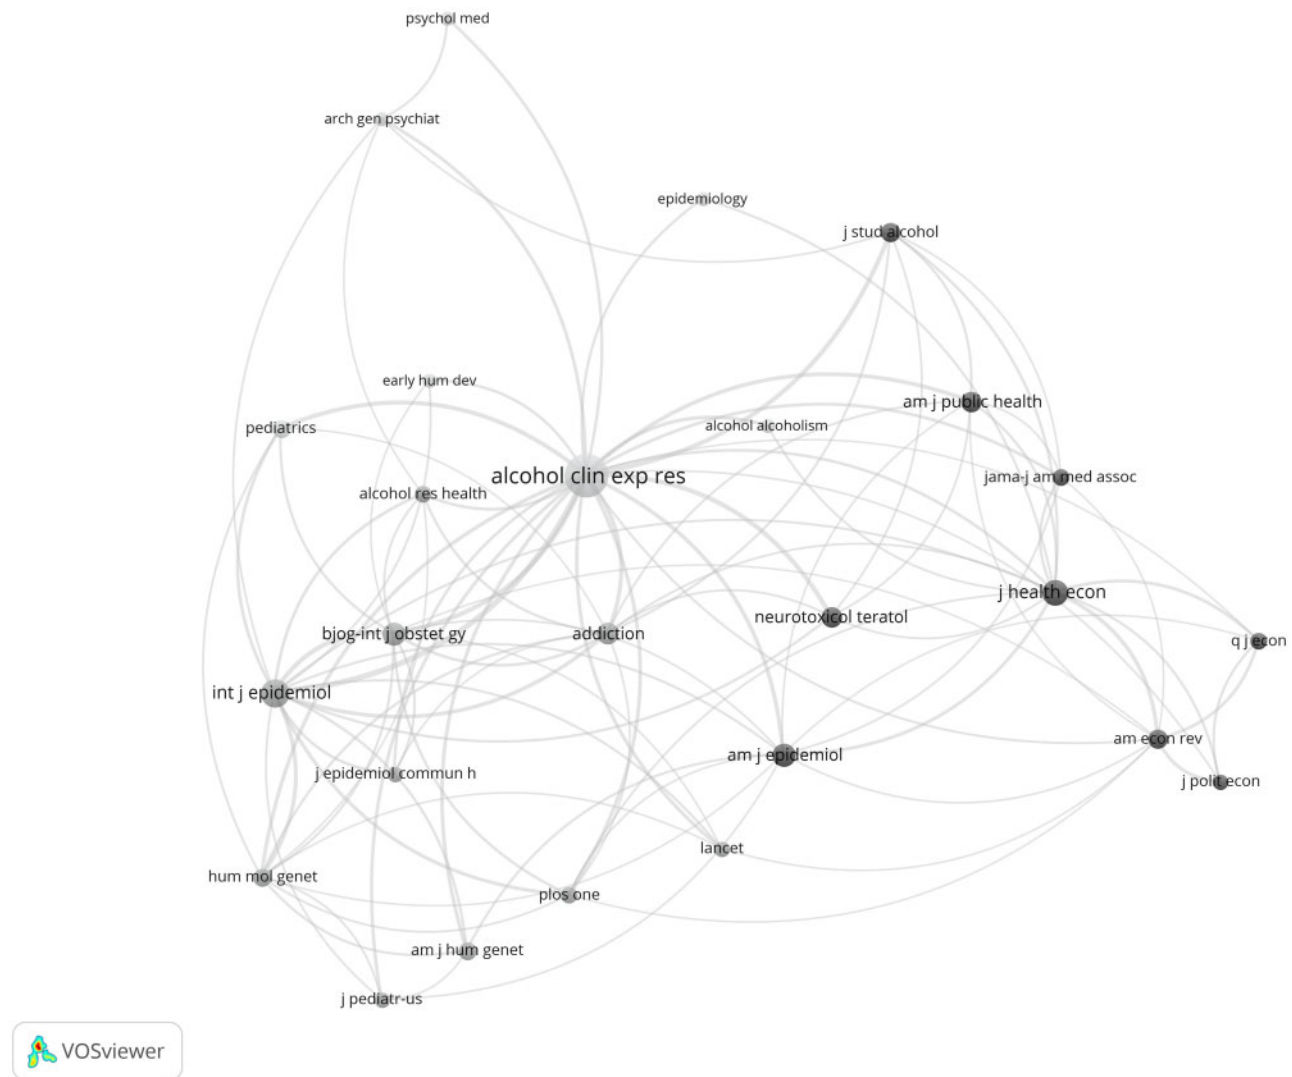 psychol med
arch gen psychiat
epidemiology
j stud alcohol
early hum dev
am j public health
pediatrics
alcohol alcoholism
alcohol clin exp res
jama-j am med assoc
alcohol res health
j health econ
neurotoxicol teratol
bjog-int j obstet gy
addiction
q j econ
int j epidemiol
am econ rev
am j epidemiol
j epidemiol commun h
j polit econ
lancet
hum mol genet
plos one
am j hum genet
j pediatr-us
VOSviewer